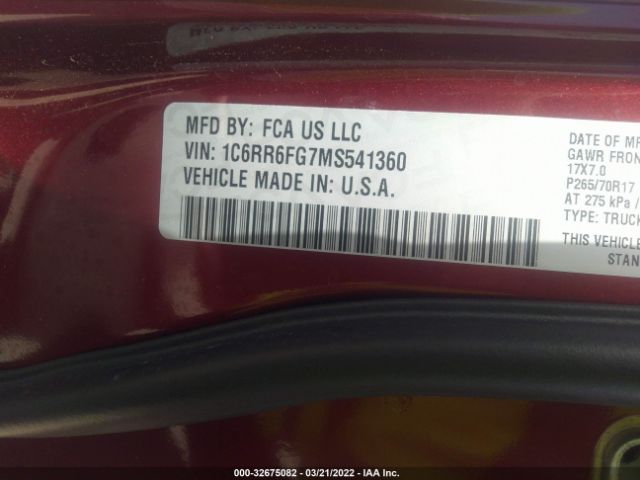 MFD BY: FCA US LLC
VIN: 1C6RR6FG7MS541360
VEHICLE MADE IN: U.S.A.
DATE OF MF
GAWR FRON
17X7.0
P265/70R17
AT 275 kPa /
TYPE: TRUCK
THIS VEHICLE
STAN
000-32675082 - 03/21/2022 - IAA Inc.